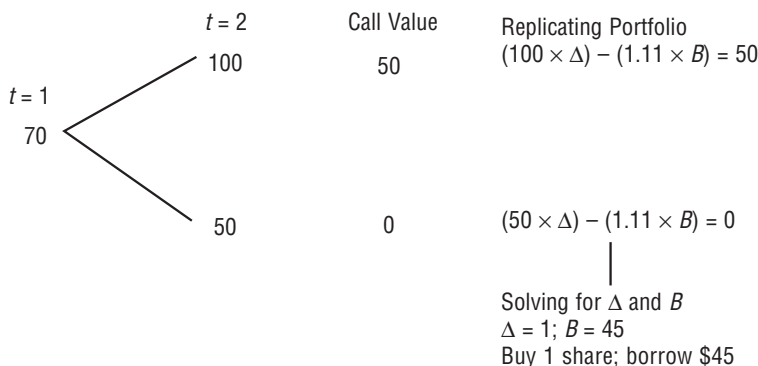 t = 2 Call Value Replicating Portfolio
100 50 (100 × Δ) – (1.11 × B) = 50
t = 1
70
50 0 (50 × Δ) – (1.11 × B) = 0
Solving for Δ and B
Δ = 1; B = 45
Buy 1 share; borrow $45